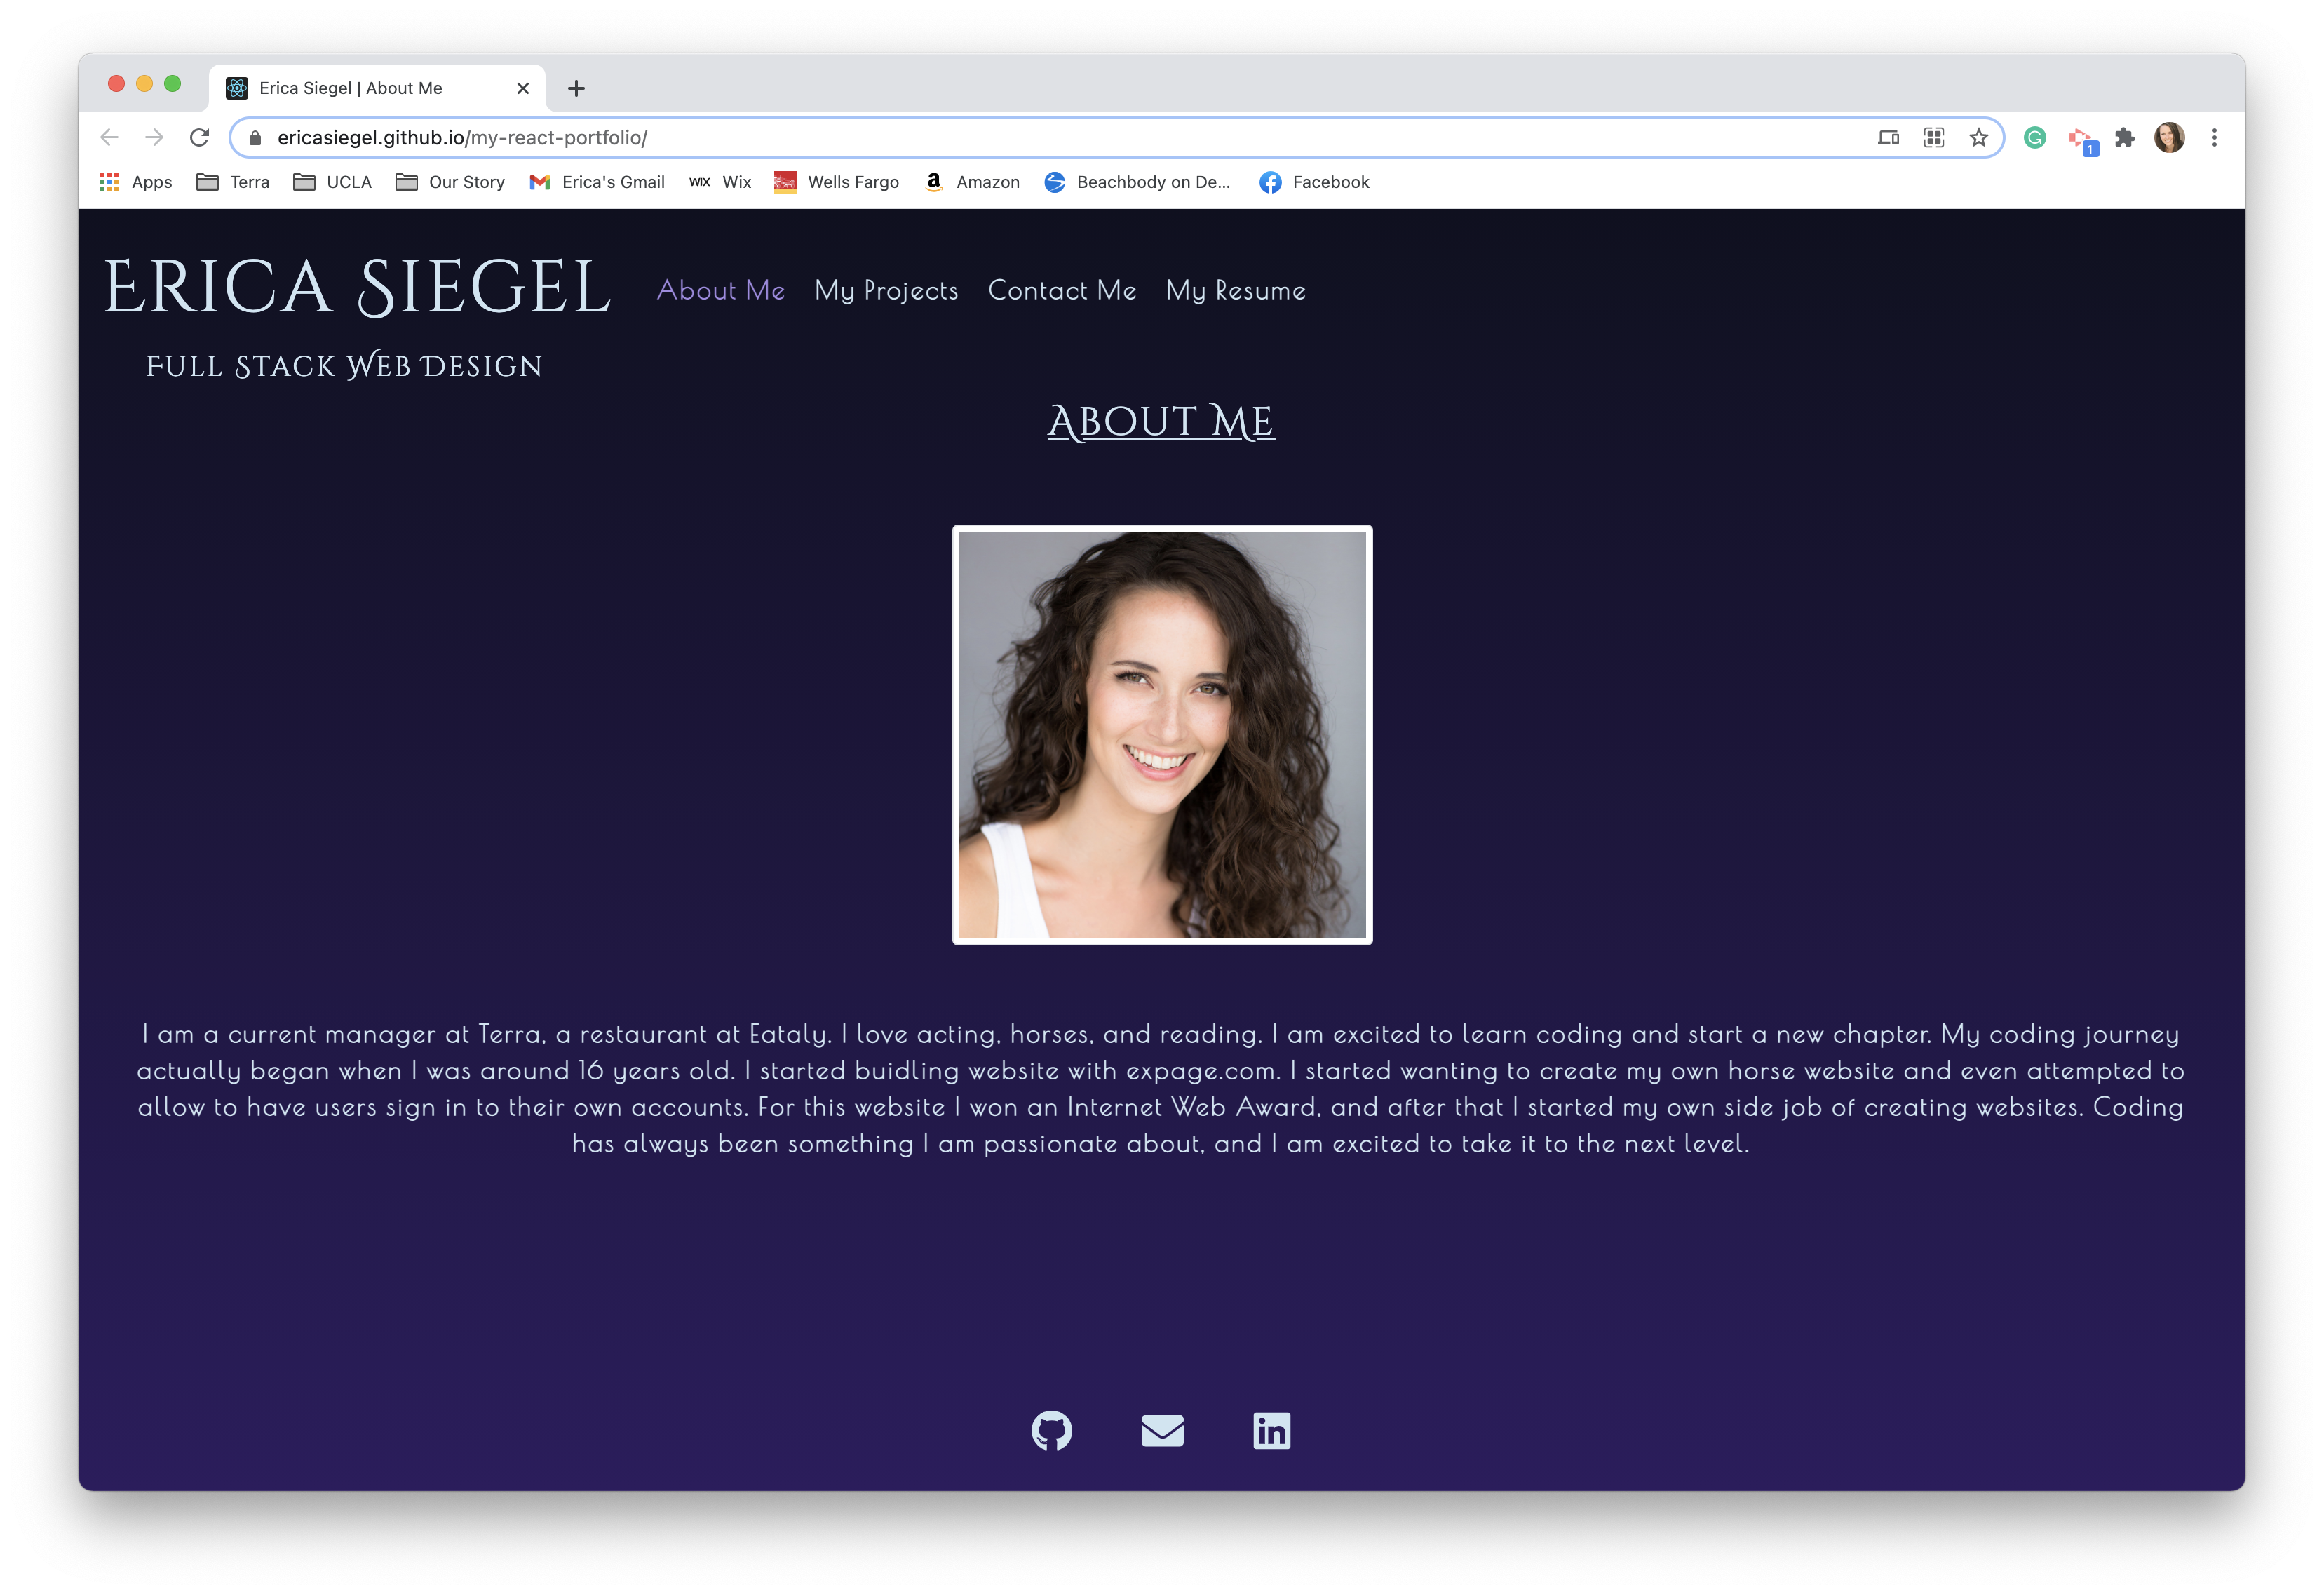 Erica Siegel | About Me
ericasiegel.github.io/my-react-portfolio/
1
Apps Terra UCLA Our Story Erica's Gmail WIX Wix Wells Fargo a Amazon Beachbody on De... Facebook
Erica Siegel About Me My Projects Contact Me My Resume
Full Stack Web Design
About Me
I am a current manager at Terra, a restaurant at Eataly. I love acting, horses, and reading. I am excited to learn coding and start a new chapter. My coding journey
actually began when I was around 16 years old. I started buidling website with expage.com. I started wanting to create my own horse website and even attempted to
allow to have users sign in to their own accounts. For this website I won an Internet Web Award, and after that I started my own side job of creating websites. Coding
has always been something I am passionate about, and I am excited to take it to the next level.
in